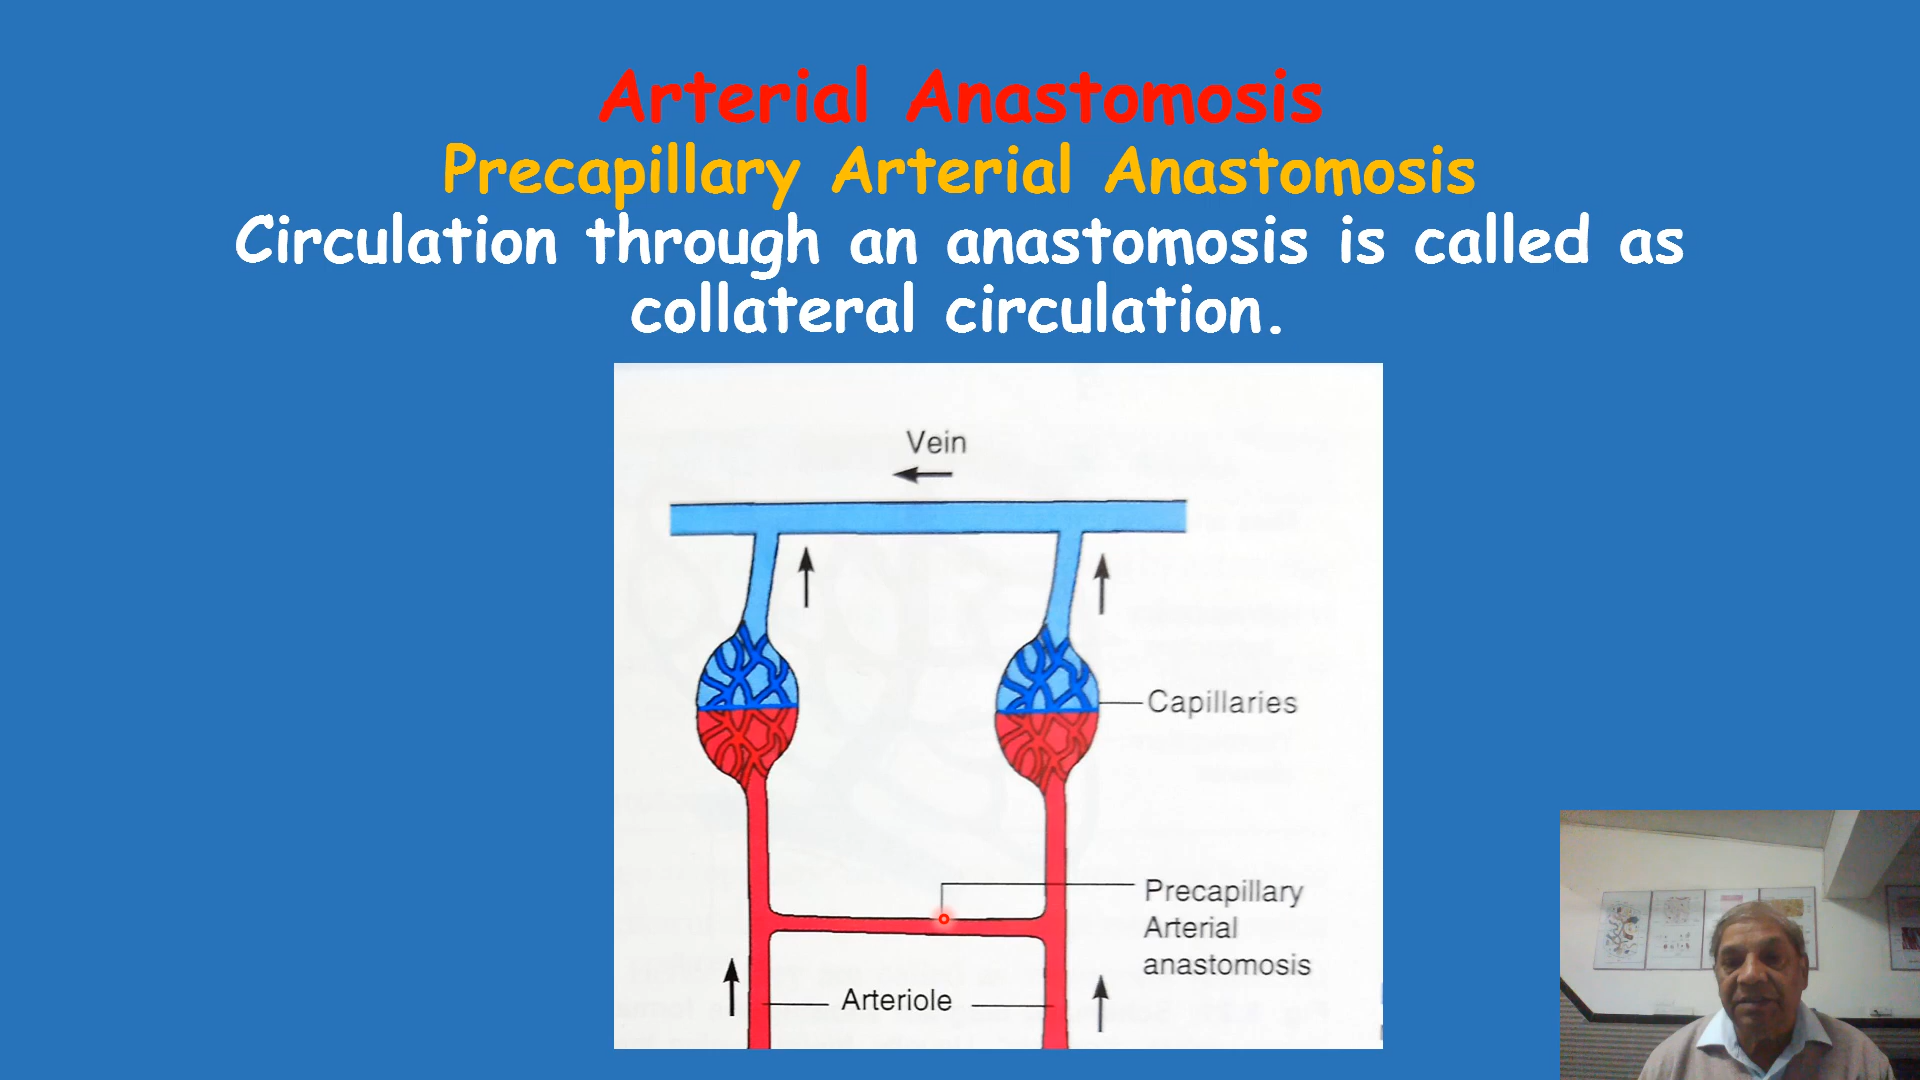 Arterial Anastomosis
Precapillary Arterial Anastomosis
Circulation through an anastomosis is called as
collateral circulation.
Vein
Capillaries
Precapillary
Arterial
anastomosis
Arteriole